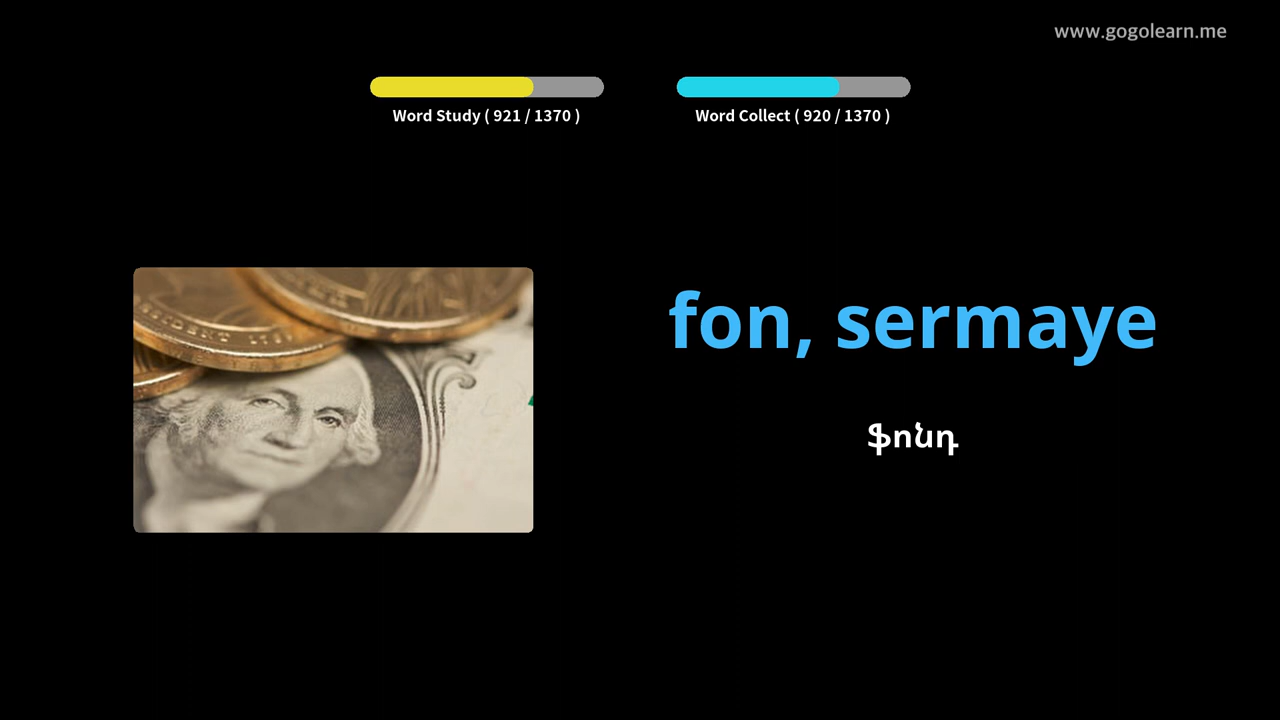 www.gogolearn.me
Word Study ( 921 / 1370 )
Word Collect ( 920 / 1370 )
fon, sermaye
ֆոնդ